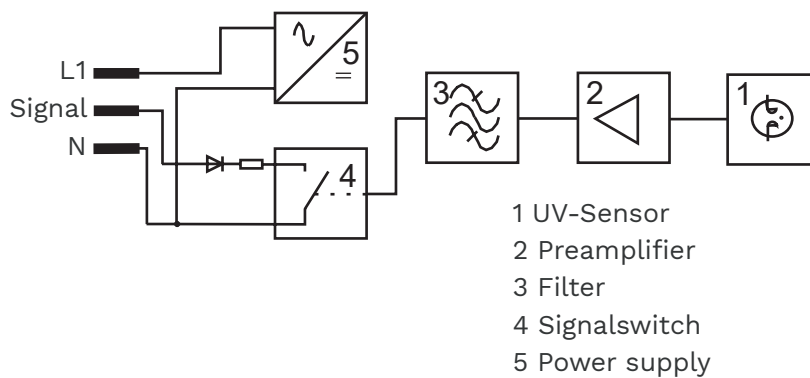 L1
Signal
N
5
4
3
2
1
1 UV-Sensor
2 Preamplifier
3 Filter
4 Signalswitch
5 Power supply